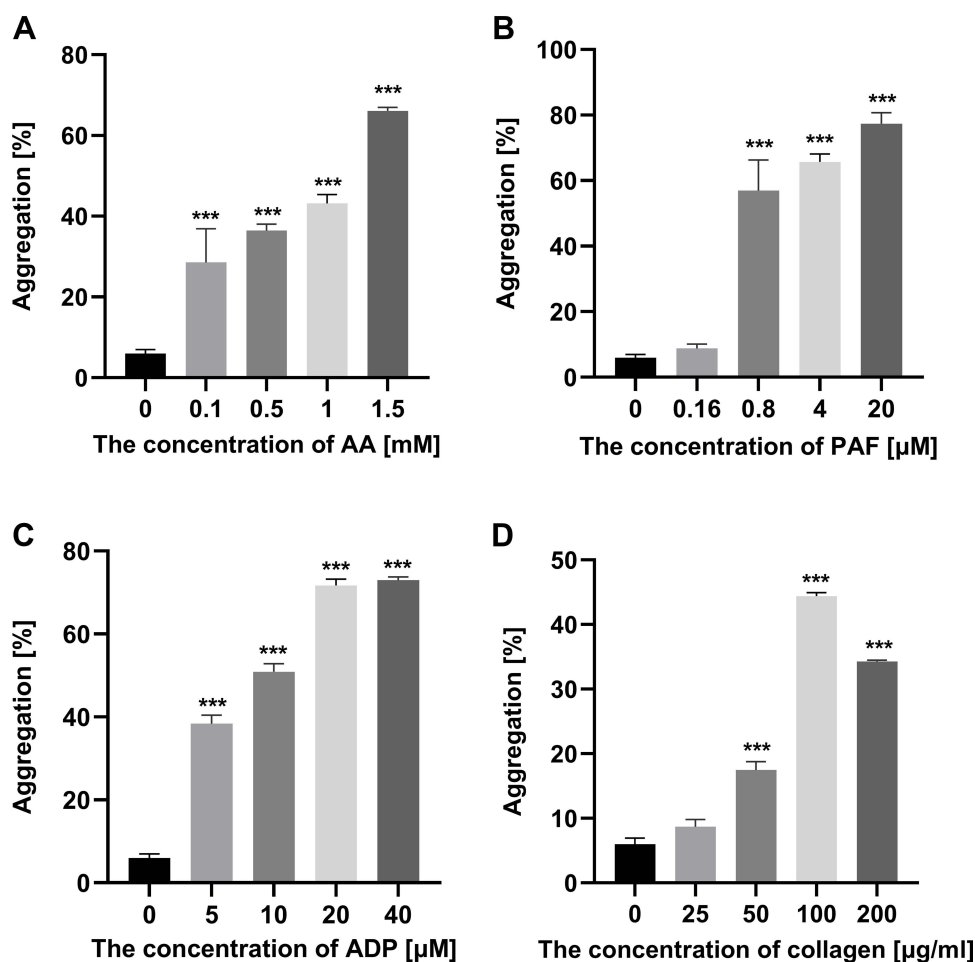 A
Aggregation [%]
80
60
40
20
0
***
***
***
***
0 0.1 0.5 1 1.5
The concentration of AA [mM]
B
Aggregation [%]
100
80
60
40
20
0
***
***
***
0 0.16 0.8 4 20
The concentration of PAF [µM]
C
Aggregation [%]
80
60
40
20
0
***
***
***
***
0 5 10 20 40
The concentration of ADP [µM]
D
Aggregation [%]
50
40
30
20
10
0
***
***
***
0 25 50 100 200
The concentration of collagen [µg/ml]